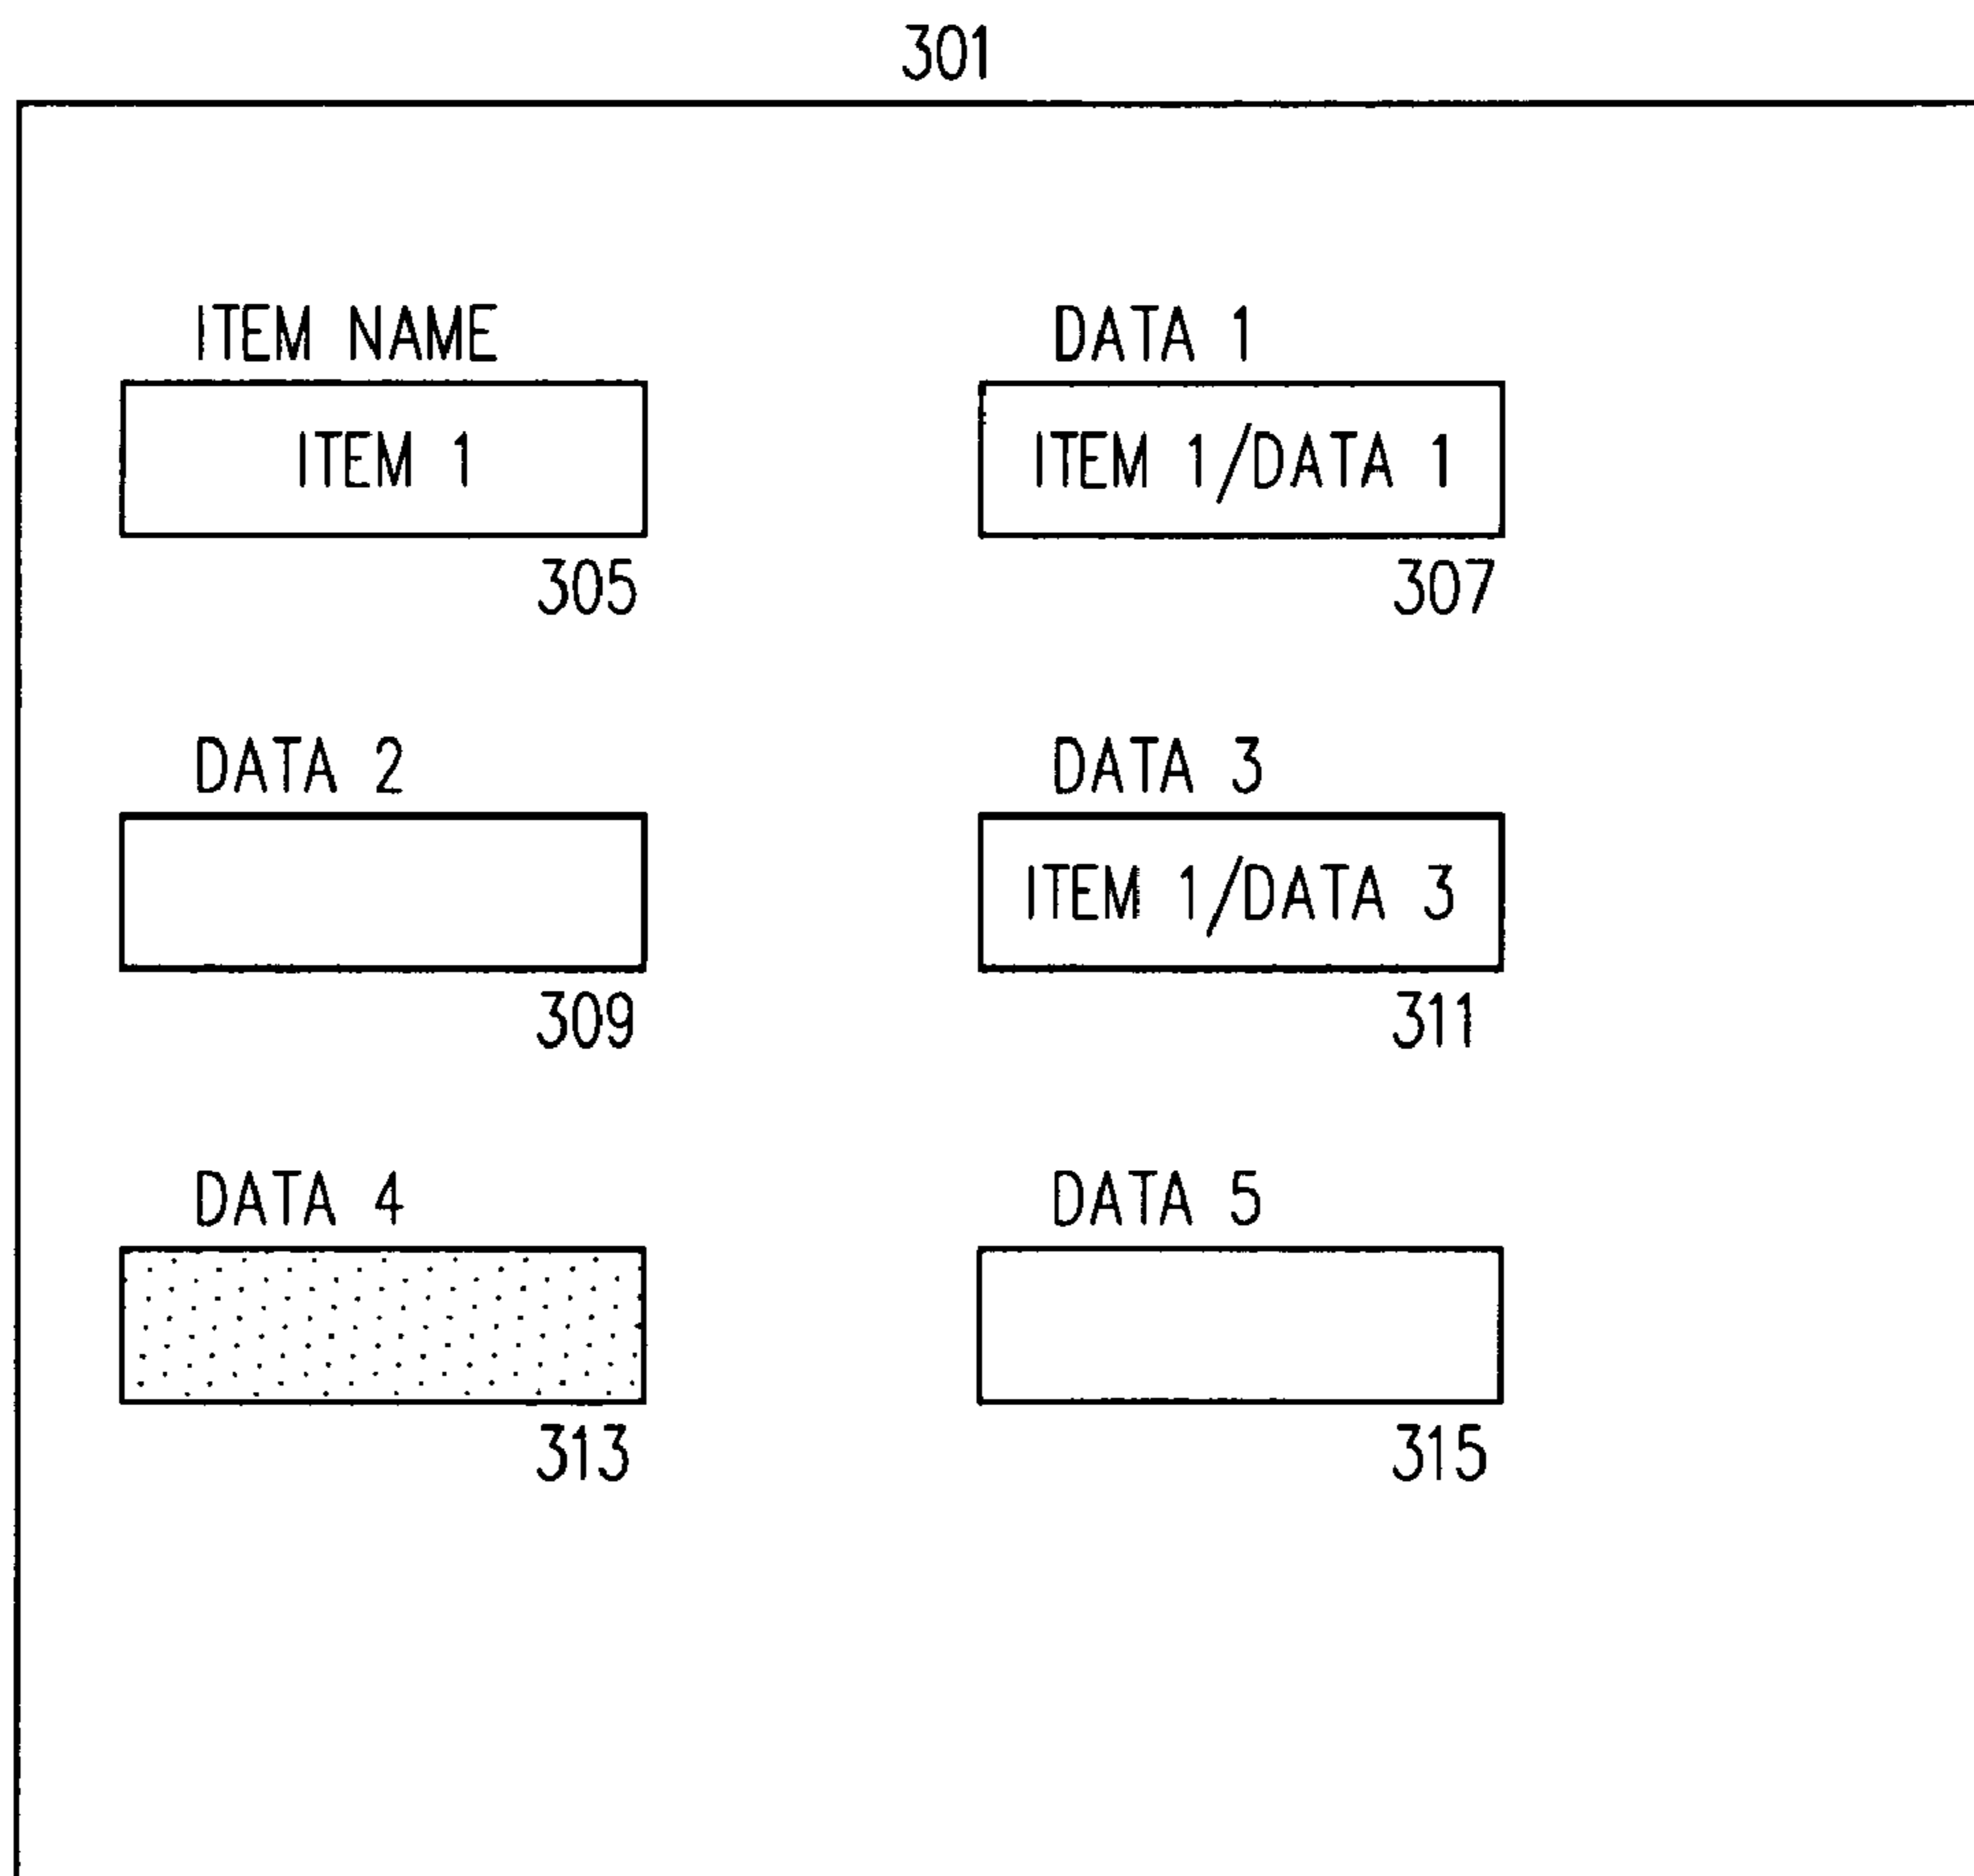 301
ITEM NAME DATA 1
ITEM 1 ITEM 1/DATA 1
305 307
DATA 2 DATA 3
ITEM 1/DATA 3
309 311
DATA 4 DATA 5
313 315